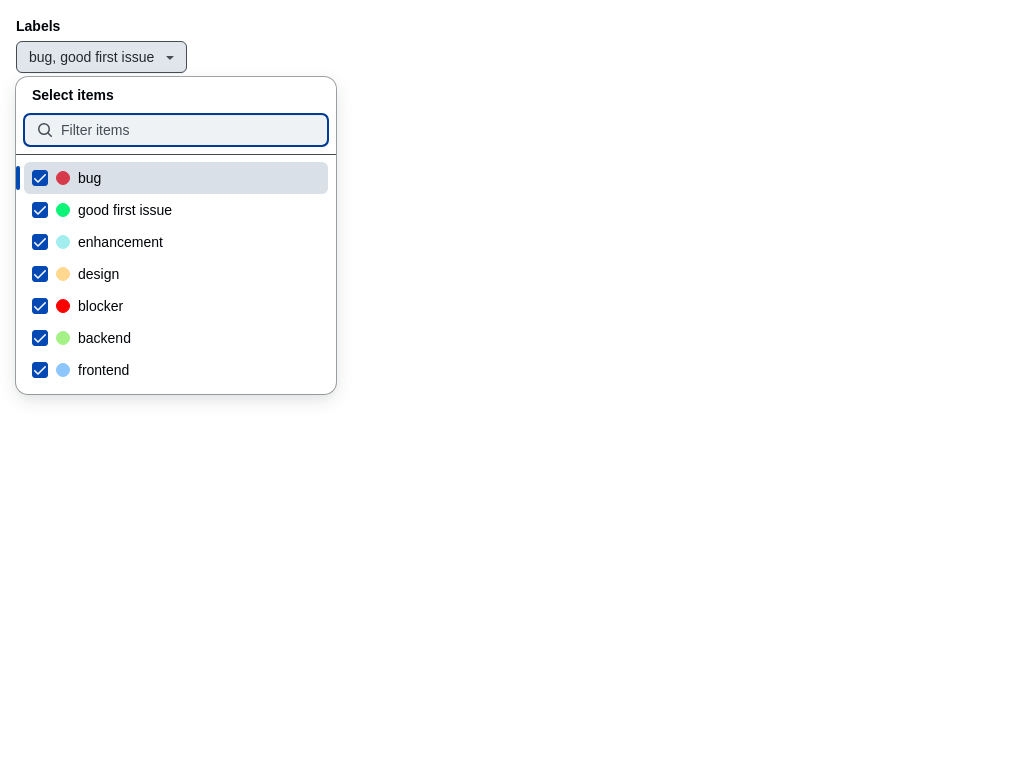 Labels
bug, good first issue
Select items
Filter items
bug
good first issue
enhancement
design
blocker
backend
frontend